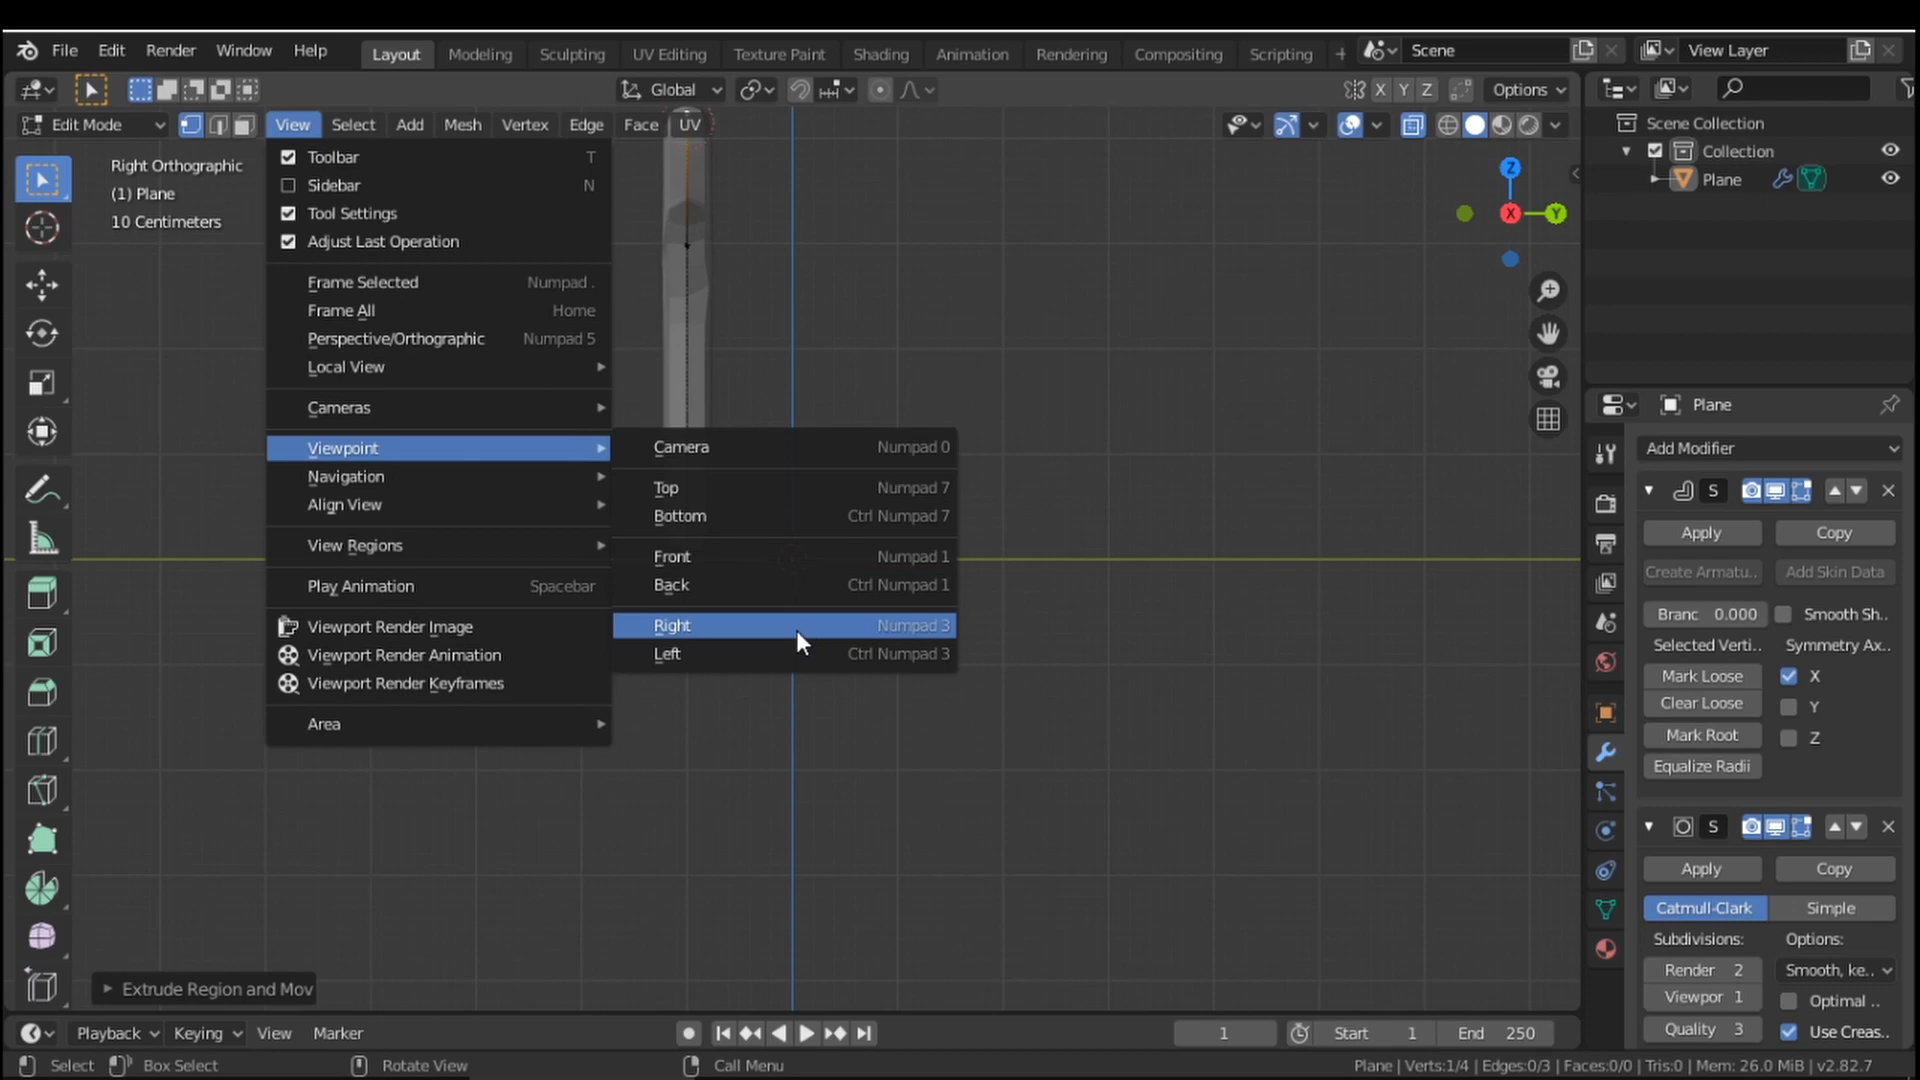 File Edit Render Window Help Layout Modeling Sculpting UV Editing Texture Paint Shading Animation Rendering Compositing Scripting + Scene View Layer
Global X Y Z Options
Edit Mode View Select Add Mesh Vertex Edge Face UV
Right Orthographic
(1) Plane
10 Centimeters
Toolbar T
Sidebar N
Tool Settings
Adjust Last Operation
Frame Selected Numpad .
Frame All Home
Perspective/Orthographic Numpad 5
Local View
Cameras
Viewpoint
Navigation
Align View
View Regions
Play Animation Spacebar
Viewport Render Image
Viewport Render Animation
Viewport Render Keyframes
Area
Camera Numpad 0
Top Numpad 7
Bottom Ctrl Numpad 7
Front Numpad 1
Back Ctrl Numpad 1
Right Numpad 3
Left Ctrl Numpad 3
Z
X
Y
Scene Collection
Collection
Plane
Plane
Add Modifier
S
Apply Copy
Create Armatu.. Add Skin Data
Branc 0.000 Smooth Sh..
Selected Verti.. Symmetry Ax..
Mark Loose X
Clear Loose Y
Mark Root Z
Equalize Radii
S
Apply Copy
Catmull-Clark Simple
Subdivisions: Options:
Render 2 Smooth, ke..
Viewpor 1 Optimal ..
Quality 3 Use Creas..
Extrude Region and Mov
Playback Keying View Marker 1 Start 1 End 250
Select Box Select Rotate View Call Menu Plane | Verts:1/4 | Edges:0/3 | Faces:0/0 | Tris:0 | Mem: 26.0 MiB | v2.82.7